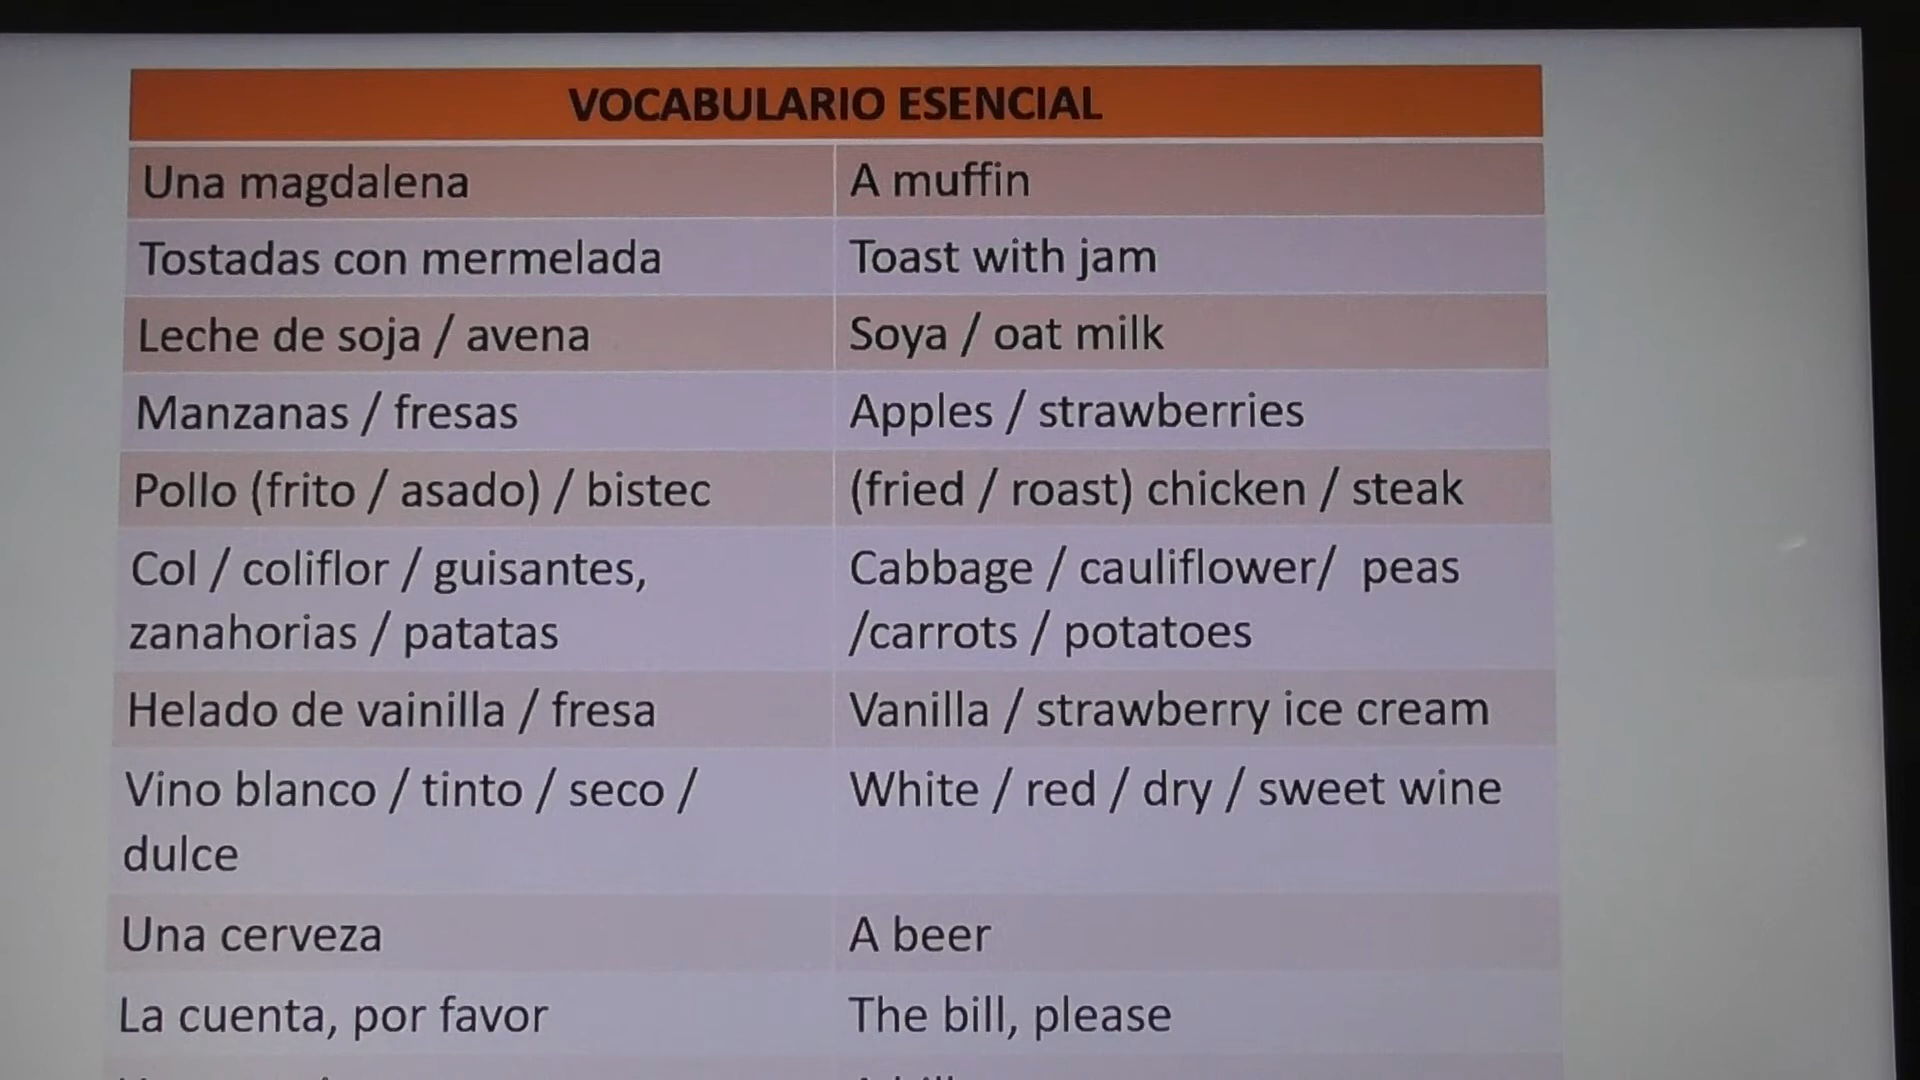 VOCABULARIO ESENCIAL
Una magdalena
A muffin
Tostadas con mermelada
Toast with jam
Leche de soja / avena
Soya / oat milk
Manzanas / fresas
Apples / strawberries
Pollo (frito / asado) / bistec
(fried / roast) chicken / steak
Col / coliflor / guisantes,
zanahorias / patatas
Cabbage / cauliflower/  peas
/carrots / potatoes
Helado de vainilla / fresa
Vanilla / strawberry ice cream
Vino blanco / tinto / seco /
dulce
White / red / dry / sweet wine
Una cerveza
A beer
La cuenta, por favor
The bill, please